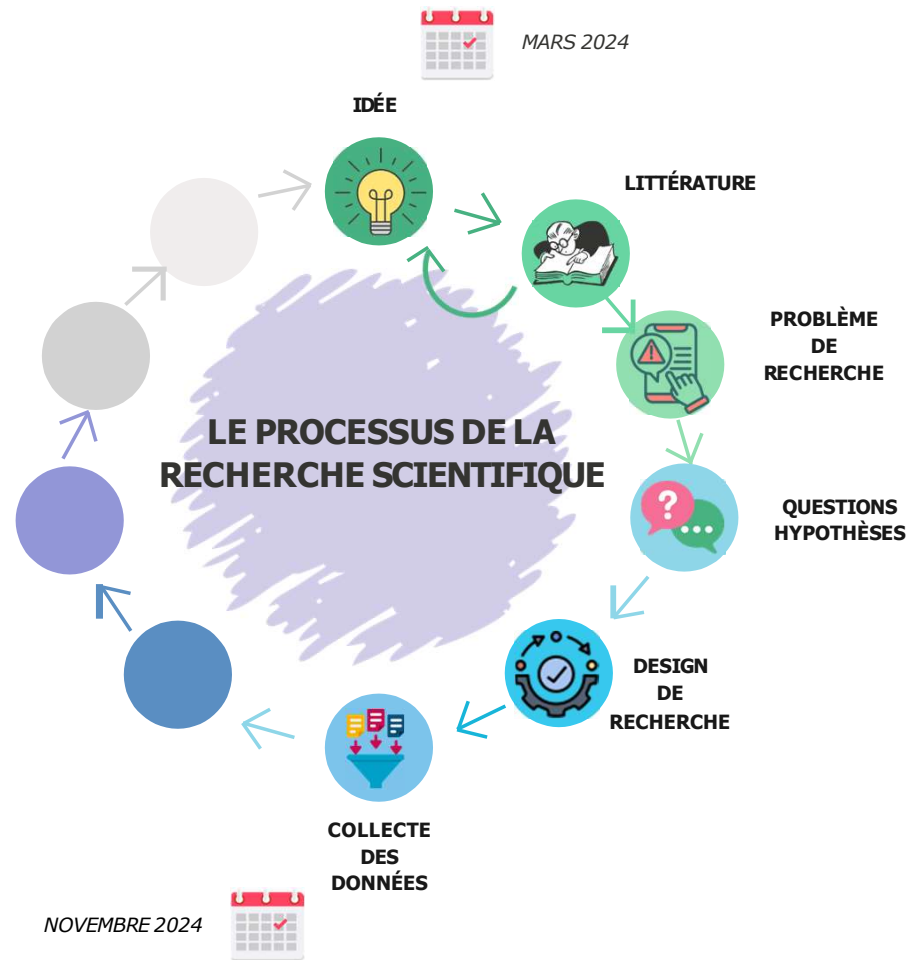 MARS 2024
IDÉE
LITTÉRATURE
PROBLÈME
DE
RECHERCHE
LE PROCESSUS DE LA
RECHERCHE SCIENTIFIQUE
QUESTIONS
HYPOTHÈSES
DESIGN
DE
RECHERCHE
COLLECTE
DES
DONNÉES
NOVEMBRE 2024